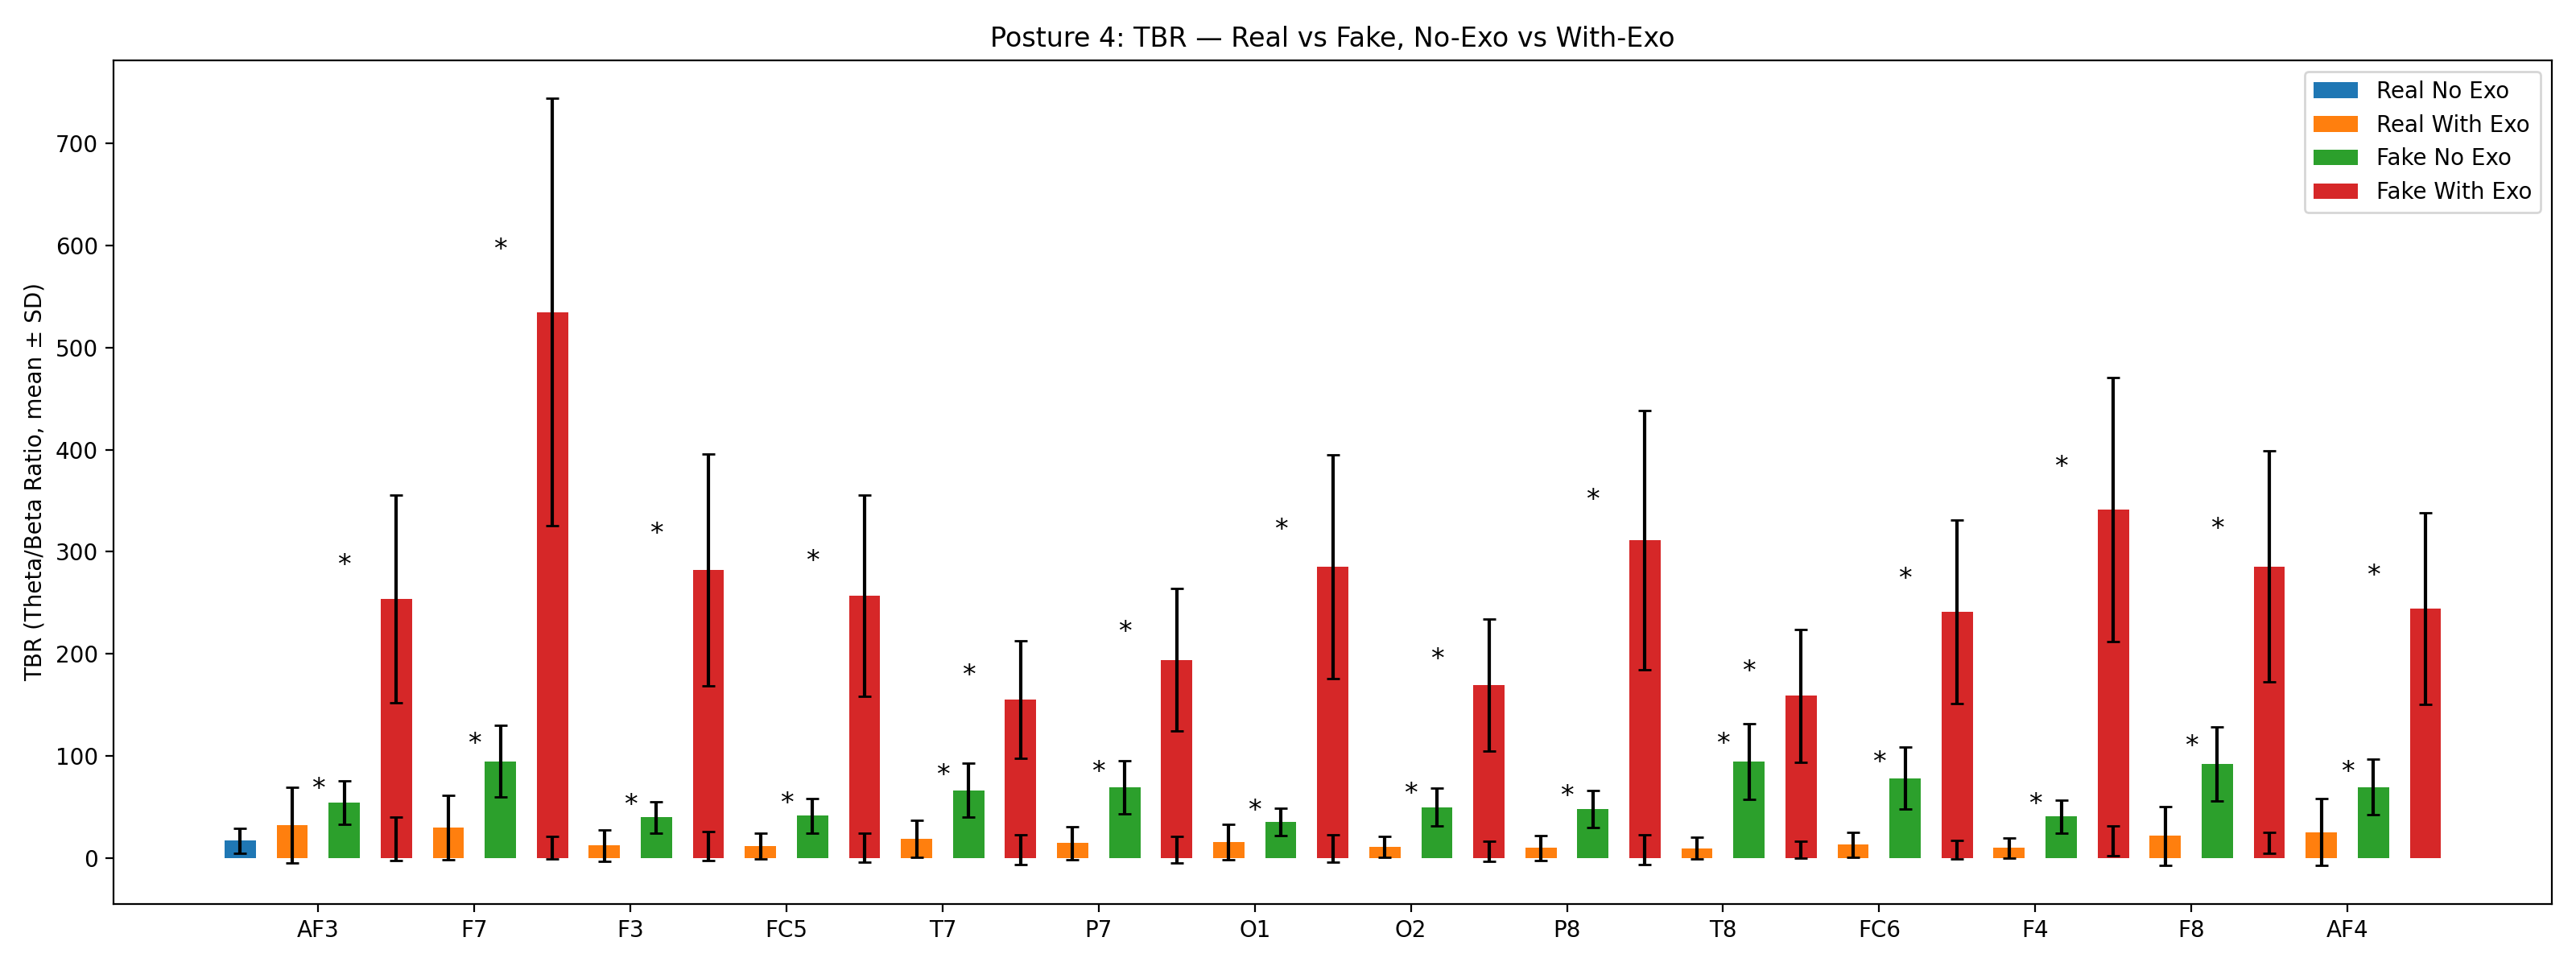 Posture 4: TBR — Real vs Fake, No-Exo vs With-Exo
Real No Exo
Real With Exo
Fake No Exo
Fake With Exo
TBR (Theta/Beta Ratio, mean ± SD)
700
600
500
400
300
200
100
0
* * * * * * * * * * * * * *
* * * * * * * * * * * * * *
AF3 F7 F3 FC5 T7 P7 O1 O2 P8 T8 FC6 F4 F8 AF4